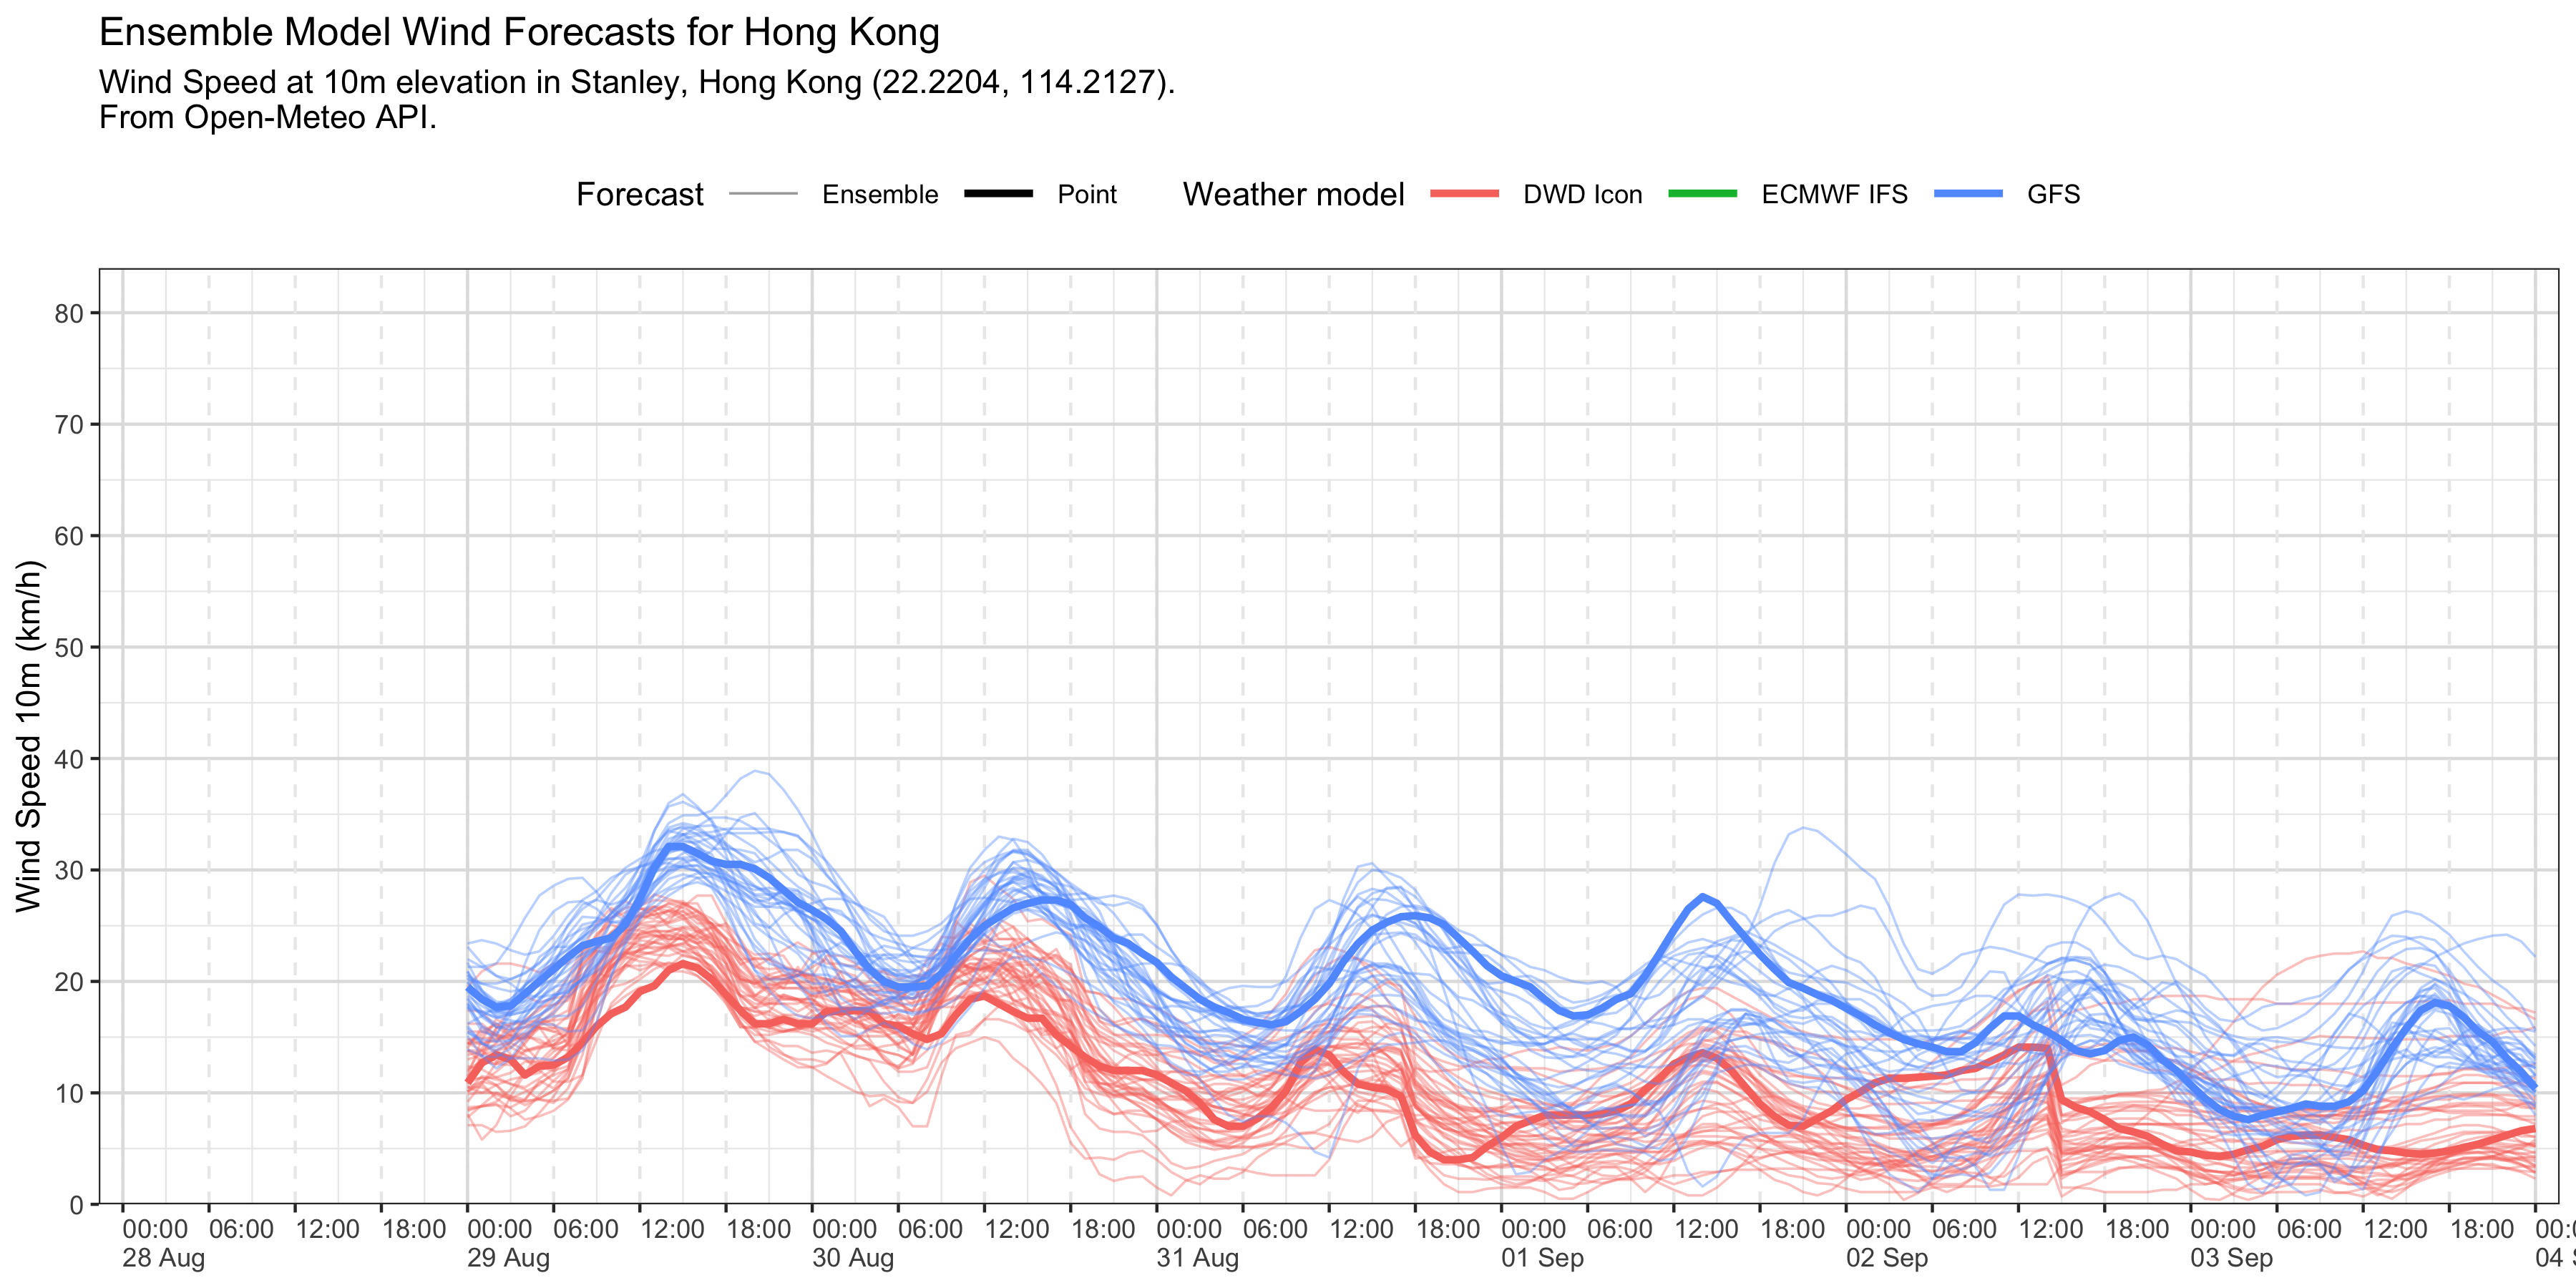 Ensemble Model Wind Forecasts for Hong Kong
Wind Speed at 10m elevation in Stanley, Hong Kong (22.2204, 114.2127).
From Open-Meteo API.
Forecast Ensemble Point Weather model DWD Icon ECMWF IFS GFS
Wind Speed 10m (km/h)
80
70
60
50
40
30
20
10
0
00:00 06:00 12:00 18:00 00:00 06:00 12:00 18:00 00:00 06:00 12:00 18:00 00:00 06:00 12:00 18:00 00:00 06:00 12:00 18:00 00:00 06:00 12:00 18:00 00:00 06:00 12:00 18:00
28 Aug 29 Aug 30 Aug 31 Aug 01 Sep 02 Sep 03 Sep